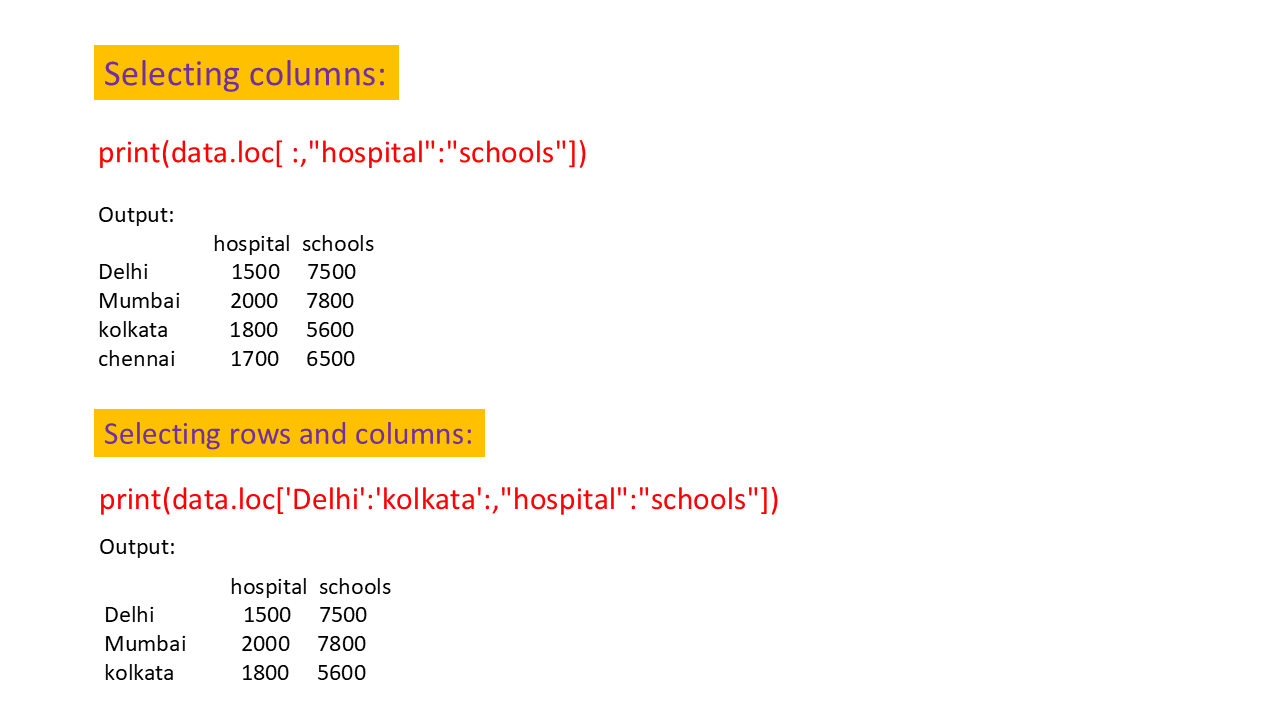 Selecting columns:
print(data.loc[ :,"hospital":"schools"])
Output:
hospital schools
Delhi 1500 7500
Mumbai 2000 7800
kolkata 1800 5600
chennai 1700 6500
Selecting rows and columns:
print(data.loc['Delhi':'kolkata':,"hospital":"schools"])
Output:
hospital schools
Delhi 1500 7500
Mumbai 2000 7800
kolkata 1800 5600